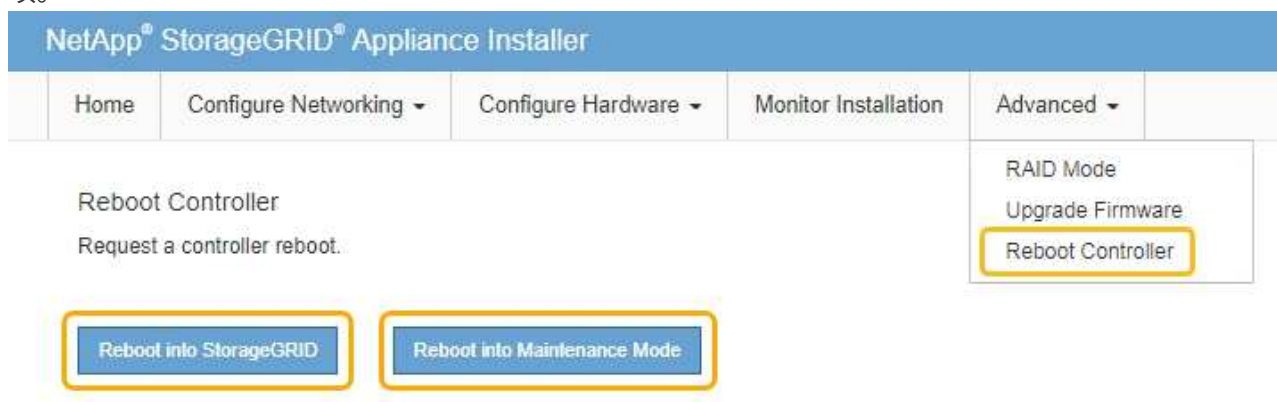 NetApp® StorageGRID® Appliance Installer
Home Configure Networking Configure Hardware Monitor Installation Advanced
RAID Mode
Upgrade Firmware
Reboot Controller
Reboot Controller
Request a controller reboot.
Reboot into StorageGRID Reboot into Maintenance Mode